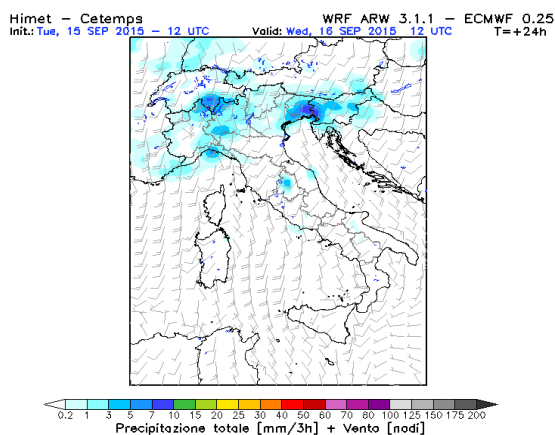 Himet – Cetemps WRF ARW 3.1.1 – ECMWF 0.25
Init.: Tue, 15 SEP 2015 – 12 UTC Valid: Wed, 16 SEP 2015 12 UTC T=+24h
0.2 1 3 5 7 10 20 25 30 40 50 60 70 80 100 125 150 175 200
Precipitazione totale [mm/3h] + Vento [nodi]